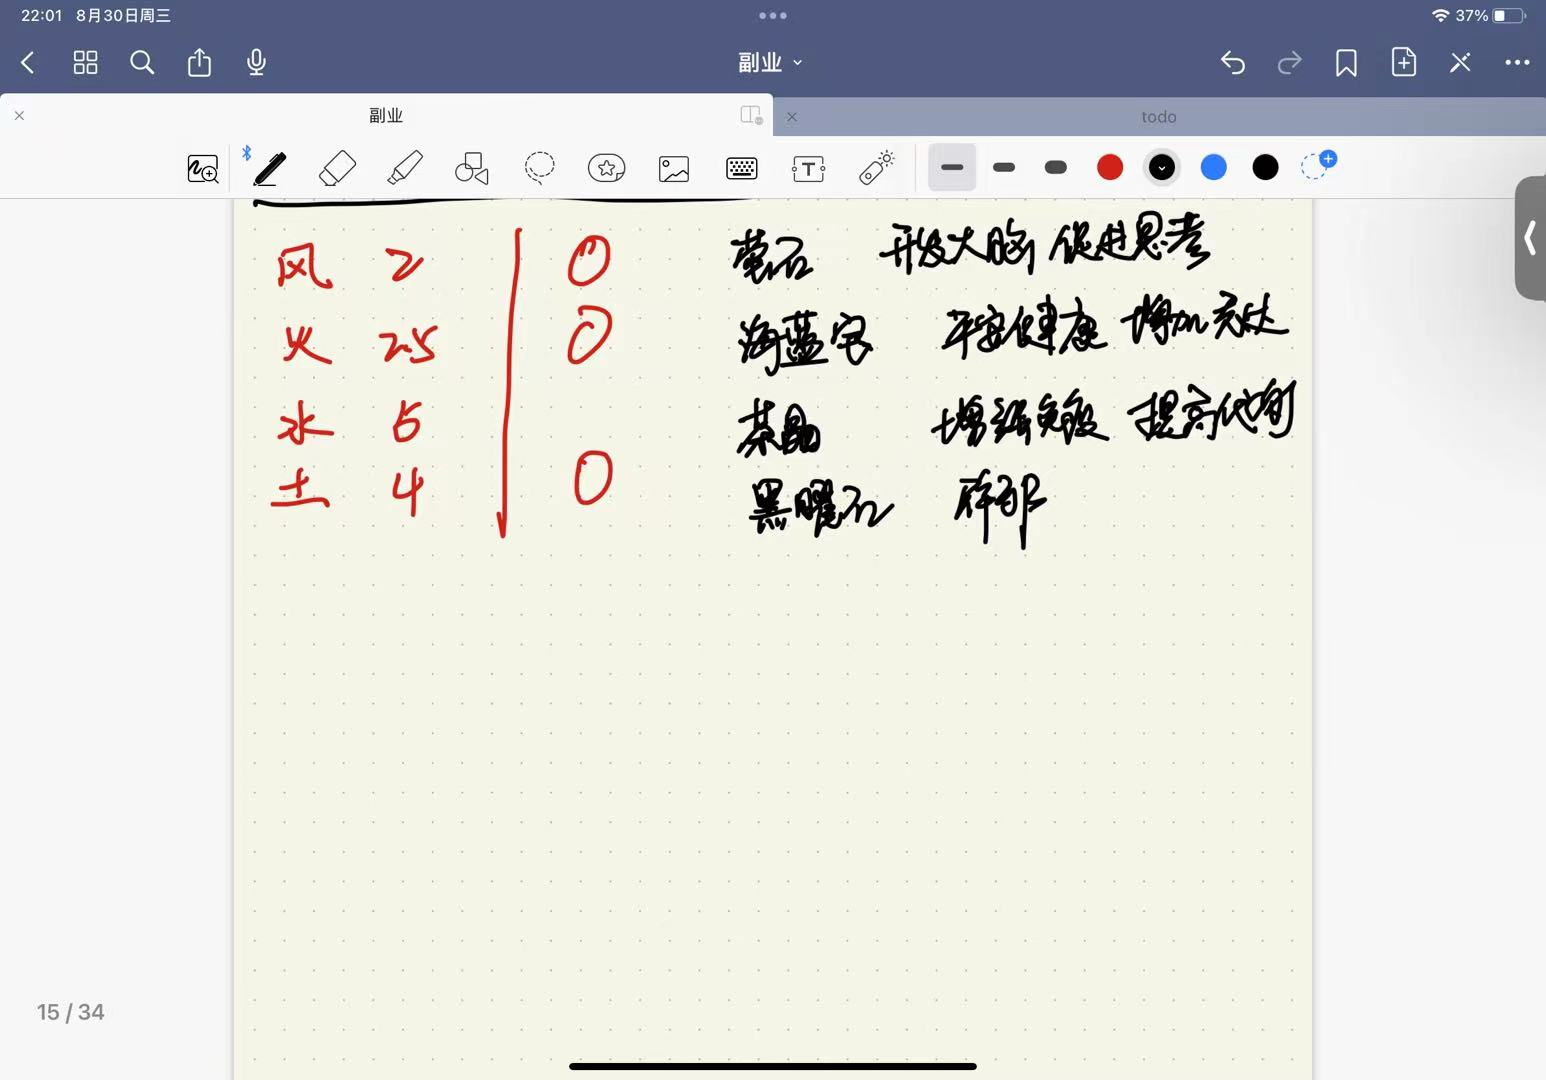 22:01 8月30日周三 37%
副业
副业 todo
风 2 0 萤石 开发大脑 促进思考
火 2.5 0 海蓝宝 平安健康 增加表达
水 5 茶晶 增强免疫 提高代谢
土 4 0 黑曜石 辟邪
15 / 34